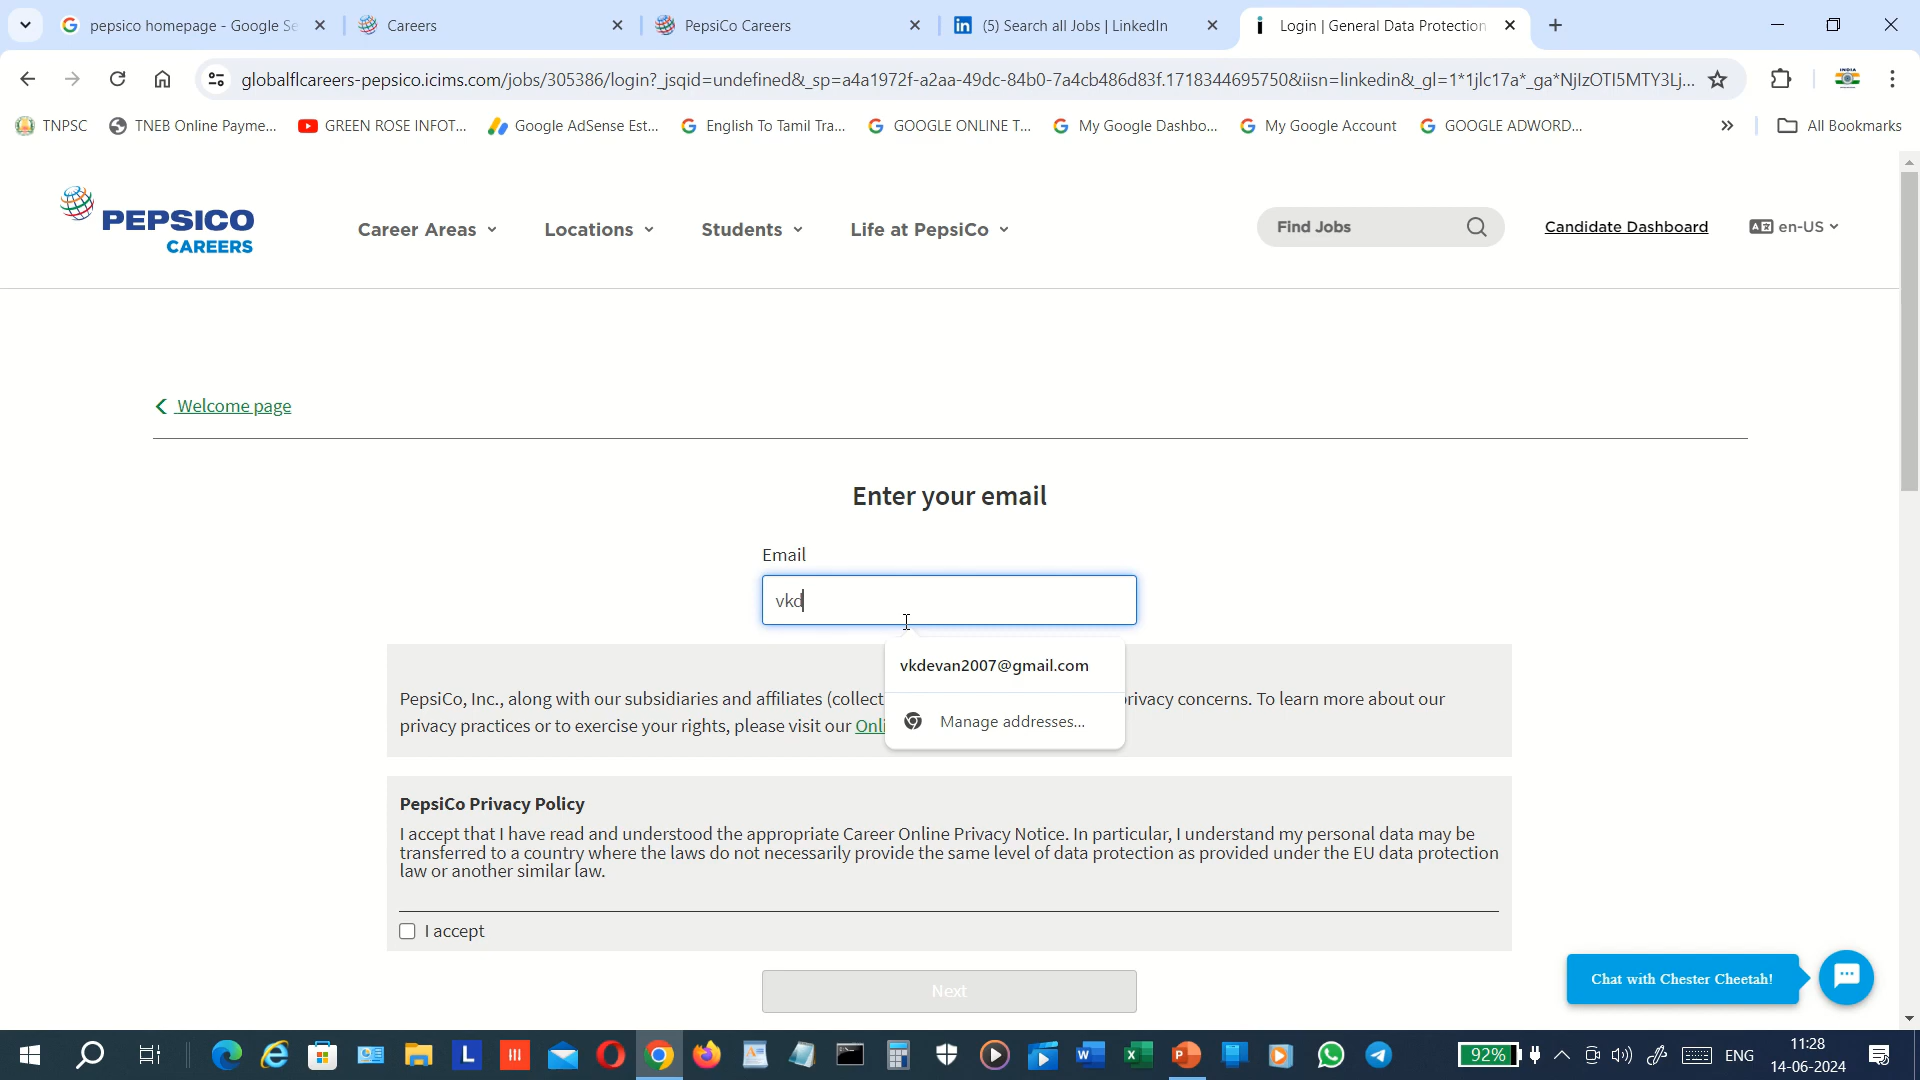 pepsico homepage - Google Se
Careers
PepsiCo Careers
(5) Search all Jobs | LinkedIn
Login | General Data Protection
globalflcareers-pepsico.icims.com/jobs/305386/login?_jsqid=undefined&_sp=a4a1972f-a2aa-49dc-84b0-7a4cb486d83f.1718344695750&iisn=linkedin&_gl=1*1jlc17a*_ga*NjIzOTI5MTY3Lj...
TNPSC
TNEB Online Payme...
GREEN ROSE INFOT...
Google AdSense Est...
English To Tamil Tra...
GOOGLE ONLINE T...
My Google Dashbo...
My Google Account
GOOGLE ADWORD...
All Bookmarks
PEPSICO
CAREERS
Career Areas
Locations
Students
Life at PepsiCo
Find Jobs
Candidate Dashboard
en-US
Welcome page
Enter your email
Email
vkd
vkdevan2007@gmail.com
Manage addresses...
PepsiCo, Inc., along with our subsidiaries and affiliates (collect rivacy concerns. To learn more about our
privacy practices or to exercise your rights, please visit our Onli
PepsiCo Privacy Policy
I accept that I have read and understood the appropriate Career Online Privacy Notice. In particular, I understand my personal data may be
transferred to a country where the laws do not necessarily provide the same level of data protection as provided under the EU data protection
law or another similar law.
I accept
Next
Chat with Chester Cheetah!
92%
ENG
11:28
14-06-2024